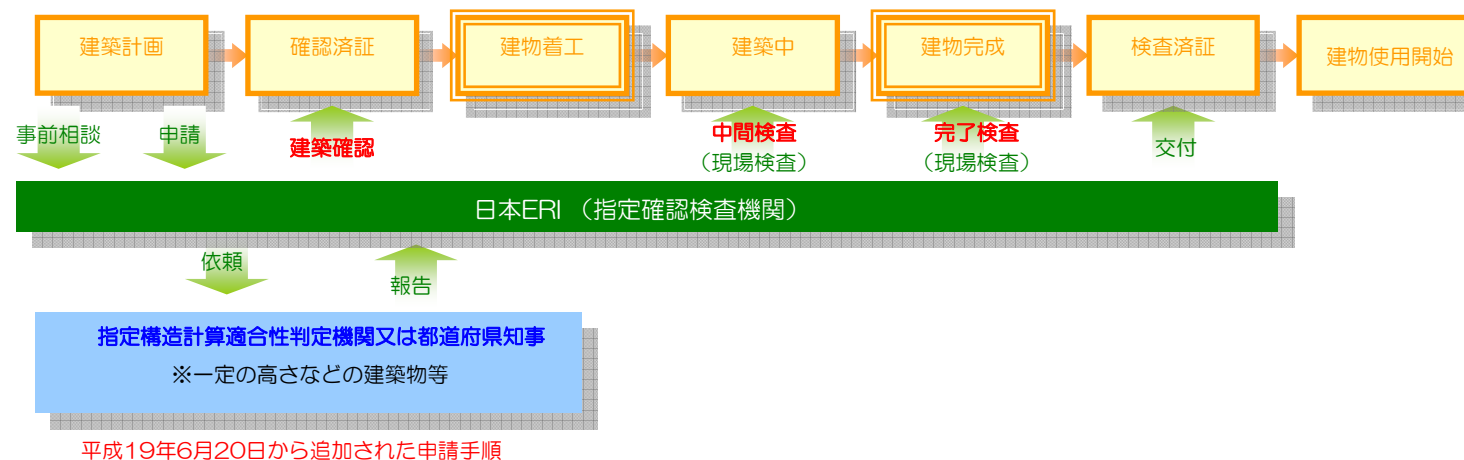 建築計画
確認済証
建物着工
建築中
建物完成
検査済証
建物使用開始
事前相談
申請
建築確認
中間検査
（現場検査）
完了検査
（現場検査）
交付
日本ERI （指定確認検査機関）
依頼
報告
指定構造計算適合性判定機関又は都道府県知事
※一定の高さなどの建築物等
平成19年6月20日から追加された申請手順